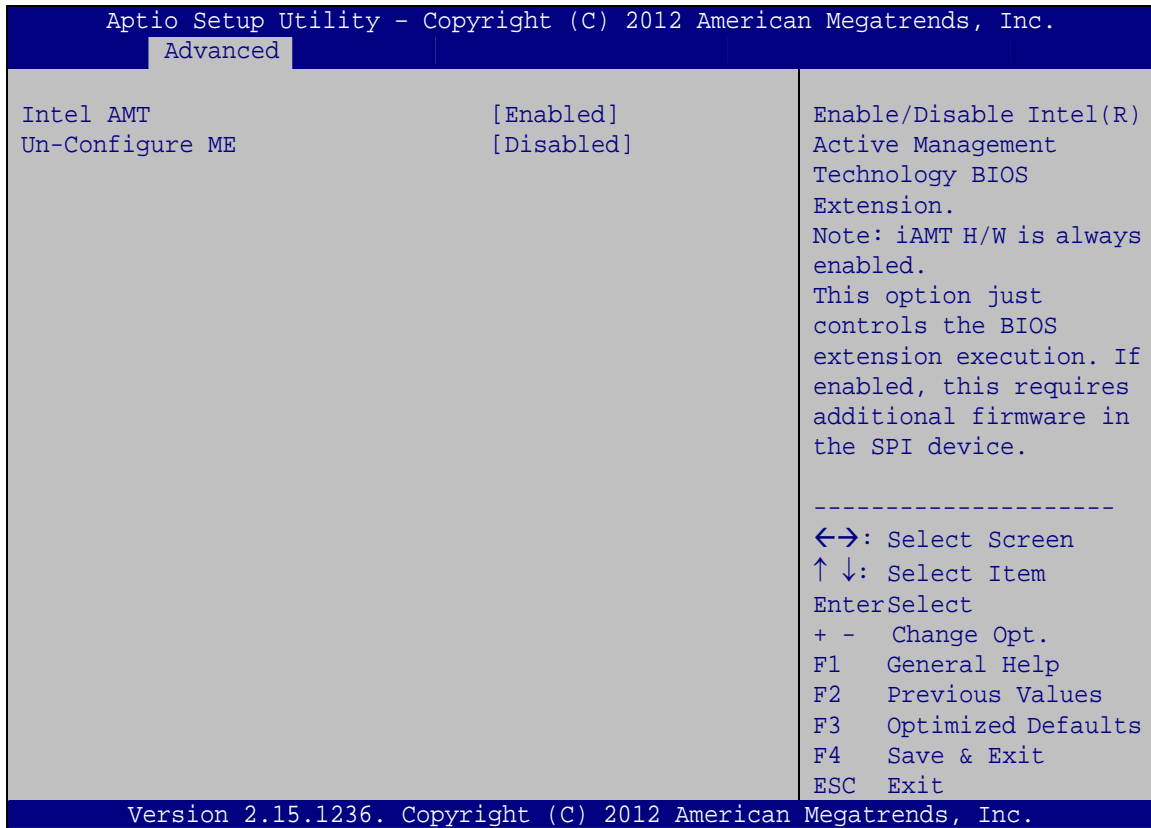 Aptio Setup Utility – Copyright (C) 2012 American Megatrends, Inc.
Advanced
Intel AMT [Enabled]
Un-Configure ME [Disabled]
Enable/Disable Intel(R)
Active Management
Technology BIOS
Extension.
Note: iAMT H/W is always
enabled.
This option just
controls the BIOS
extension execution. If
enabled, this requires
additional firmware in
the SPI device.
---------------------
←→: Select Screen
↑ ↓: Select Item
EnterSelect
+ - Change Opt.
F1 General Help
F2 Previous Values
F3 Optimized Defaults
F4 Save & Exit
ESC Exit
Version 2.15.1236. Copyright (C) 2012 American Megatrends, Inc.